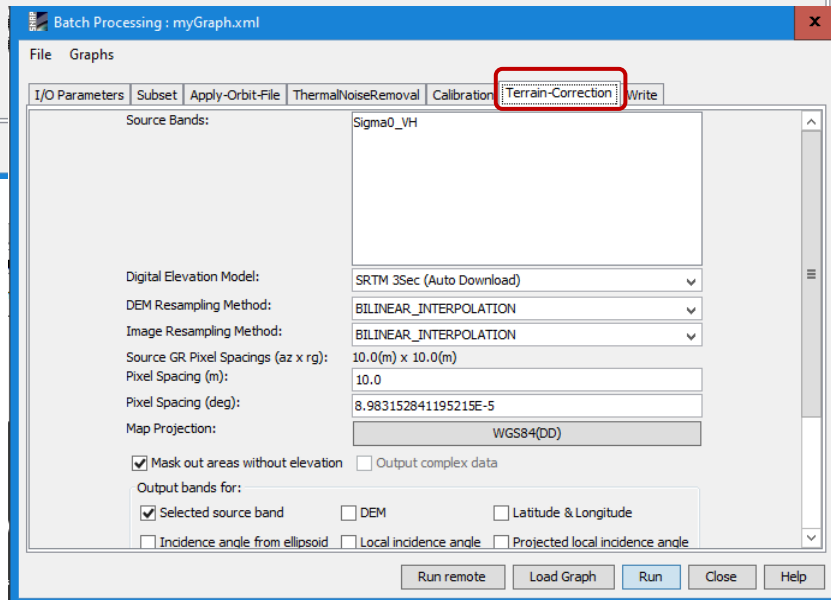 Batch Processing : myGraph.xml
File Graphs
I/O Parameters Subset Apply-Orbit-File ThermalNoiseRemoval Calibration Terrain-Correction Write
Source Bands: Sigma0_VH
Digital Elevation Model: SRTM 3Sec (Auto Download)
DEM Resampling Method: BILINEAR_INTERPOLATION
Image Resampling Method: BILINEAR_INTERPOLATION
Source GR Pixel Spacings (az x rg): 10.0(m) x 10.0(m)
Pixel Spacing (m): 10.0
Pixel Spacing (deg): 8.983152841195215E-5
Map Projection: WGS84(DD)
Mask out areas without elevation Output complex data
Output bands for:
Selected source band DEM Latitude & Longitude
Incidence angle from ellipsoid Local incidence angle Projected local incidence angle
Run remote Load Graph Run Close Help